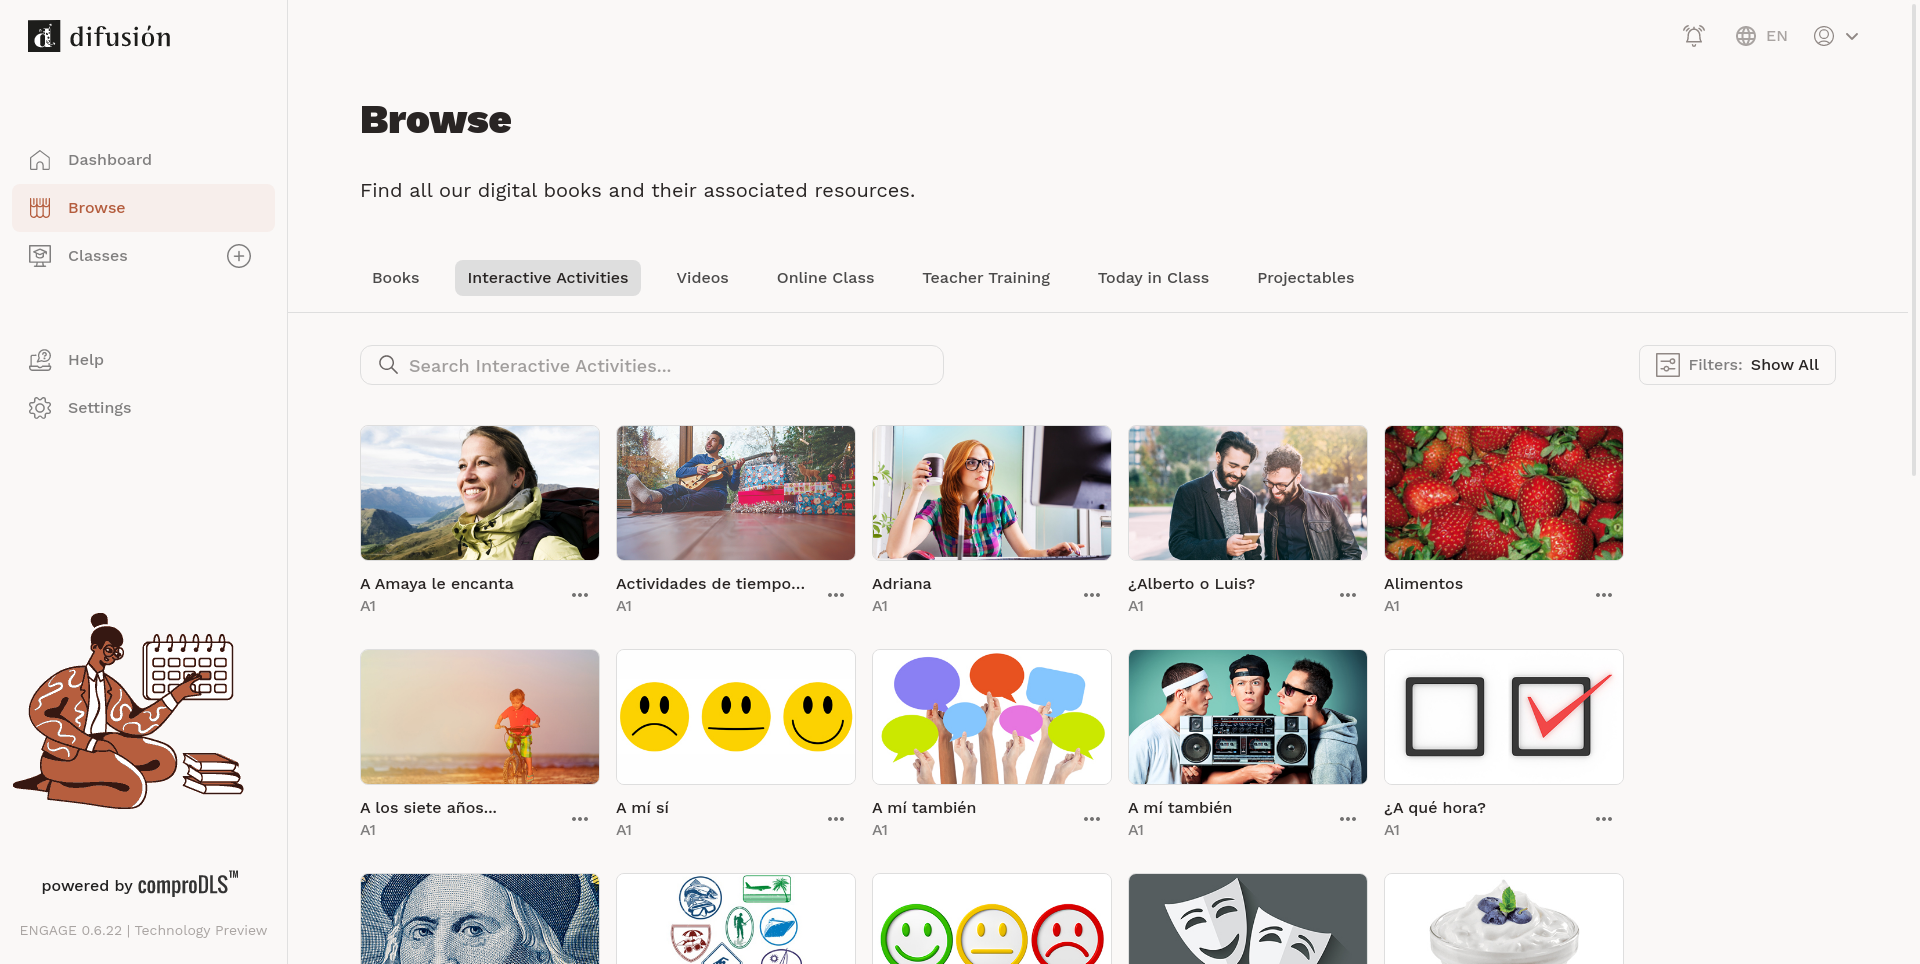 difusión
EN
Dashboard
Browse
Classes
Help
Settings
powered by comproDLS™
ENGAGE 0.6.22 | Technology Preview
Browse
Find all our digital books and their associated resources.
Books Interactive Activities Videos Online Class Teacher Training Today in Class Projectables
Search Interactive Activities...
Filters: Show All
A Amaya le encanta
A1
Actividades de tiempo...
A1
Adriana
A1
¿Alberto o Luis?
A1
Alimentos
A1
A los siete años...
A1
A mí sí
A1
A mí también
A1
A mí también
A1
¿A qué hora?
A1